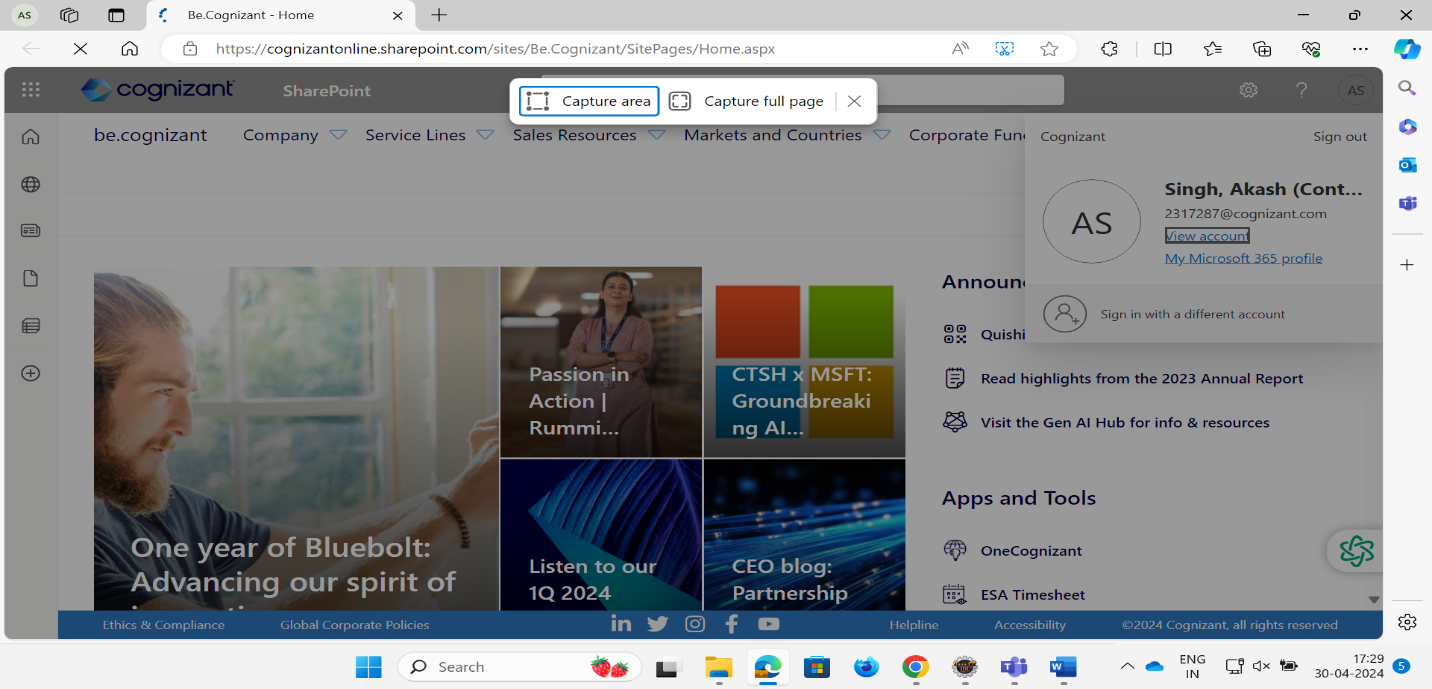 AS
Be.Cognizant - Home
https://cognizantonline.sharepoint.com/sites/Be.Cognizant/SitePages/Home.aspx
cognizant SharePoint
Capture area Capture full page
AS
be.cognizant Company Service Lines Sales Resources Markets and Countries Corporate Fun
Cognizant Sign out
AS
Singh, Akash (Cont...
2317287@cognizant.com
View account
My Microsoft 365 profile
Sign in with a different account
Announ
Quishi
Read highlights from the 2023 Annual Report
Visit the Gen AI Hub for info & resources
Passion in
Action |
Rummi...
CTSH x MSFT:
Groundbreaki
ng AI...
One year of Bluebolt:
Advancing our spirit of
Listen to our
1Q 2024
CEO blog:
Partnership
Apps and Tools
OneCognizant
ESA Timesheet
Ethics & Compliance Global Corporate Policies Helpline Accessibility ©2024 Cognizant, all rights reserved
Search
ENG
IN
17:29
30-04-2024
5